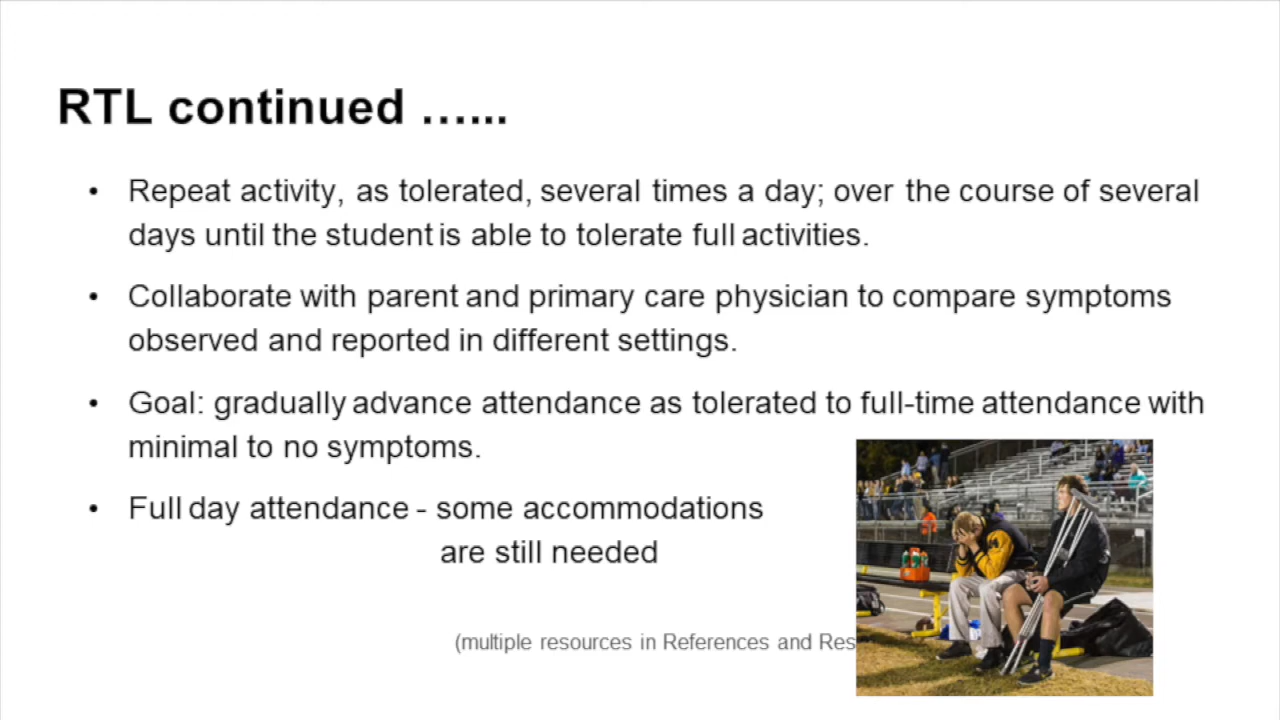 RTL continued …...
• Repeat activity, as tolerated, several times a day; over the course of several
days until the student is able to tolerate full activities.
• Collaborate with parent and primary care physician to compare symptoms
observed and reported in different settings.
• Goal: gradually advance attendance as tolerated to full-time attendance with
minimal to no symptoms.
• Full day attendance - some accommodations
are still needed
(multiple resources in References and Res